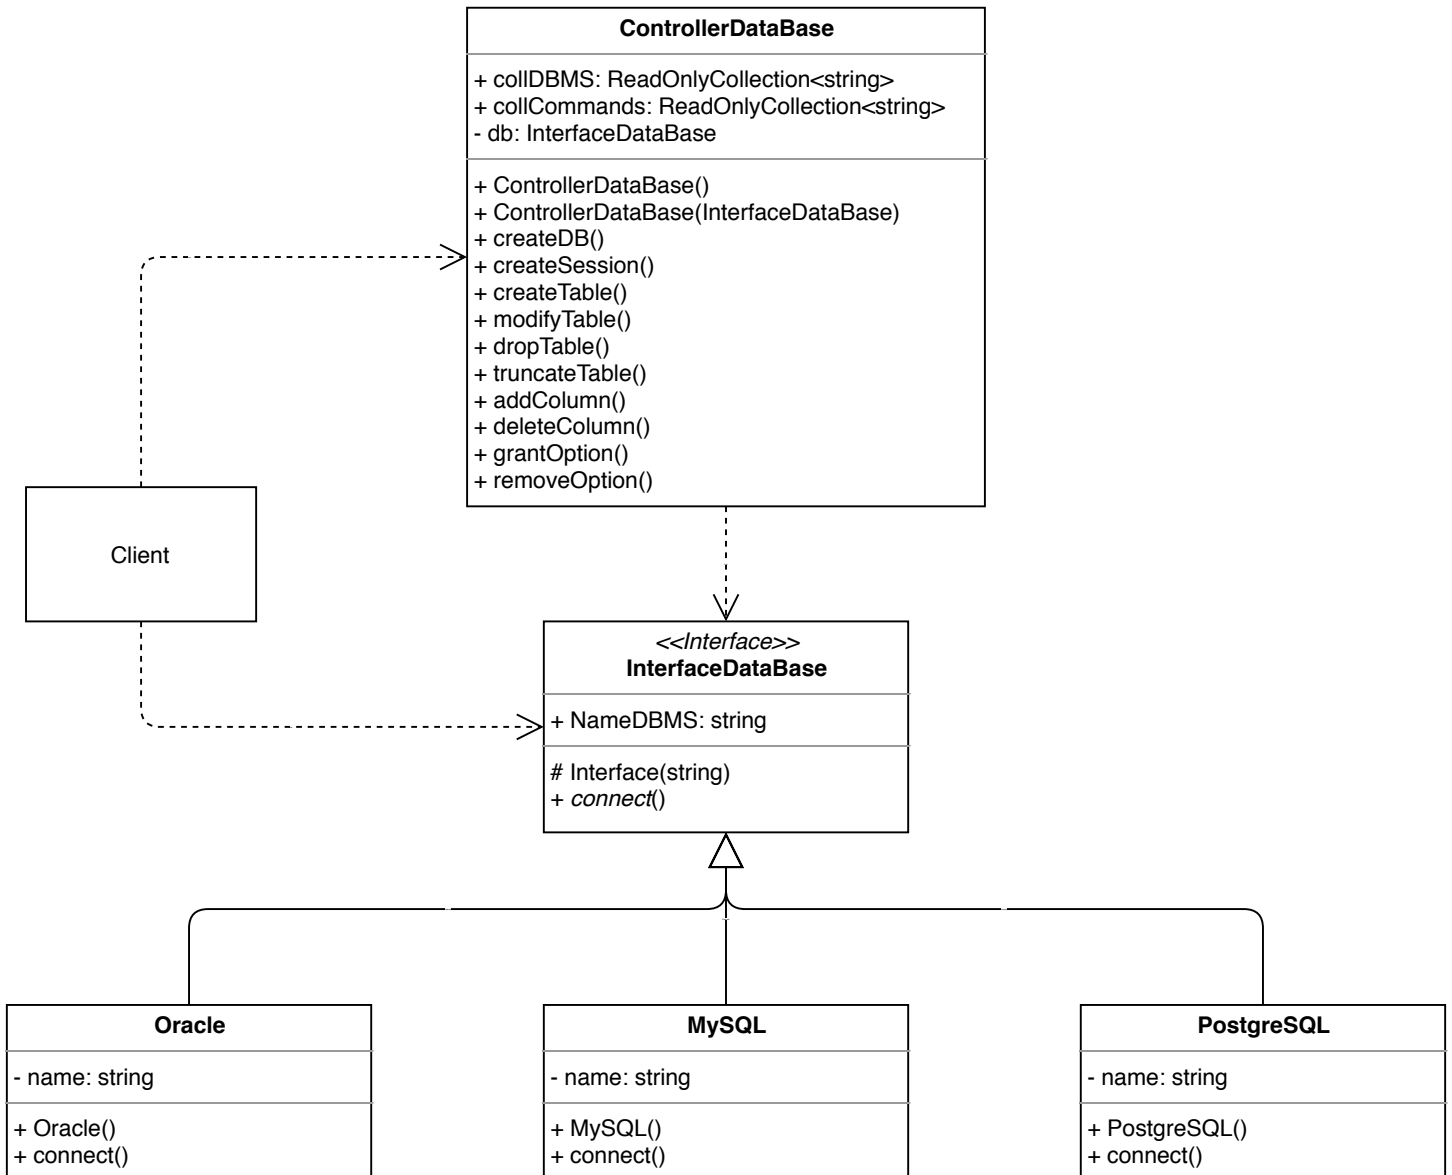 ControllerDataBase
+ collDBMS: ReadOnlyCollection<string>
+ collCommands: ReadOnlyCollection<string>
- db: InterfaceDataBase
+ ControllerDataBase()
+ ControllerDataBase(InterfaceDataBase)
+ createDB()
+ createSession()
+ createTable()
+ modifyTable()
+ dropTable()
+ truncateTable()
+ addColumn()
+ deleteColumn()
+ grantOption()
+ removeOption()
Client
<<Interface>>
InterfaceDataBase
+ NameDBMS: string
# Interface(string)
+ connect()
Oracle
- name: string
+ Oracle()
+ connect()
MySQL
- name: string
+ MySQL()
+ connect()
PostgreSQL
- name: string
+ PostgreSQL()
+ connect()